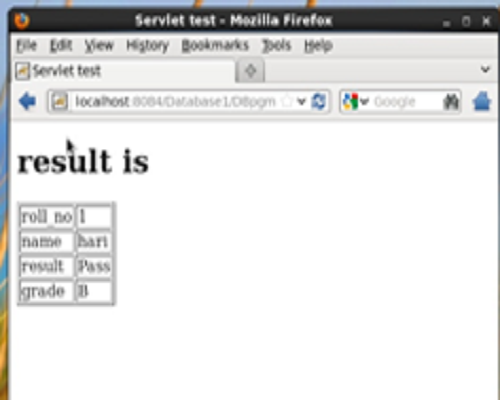 Servlet test - Mozilla Firefox
File Edit View History Bookmarks Tools Help
Servlet test
localhost:8084/Database1/DBpgm
Google
result is
roll_no 1
name hari
result Pass
grade B